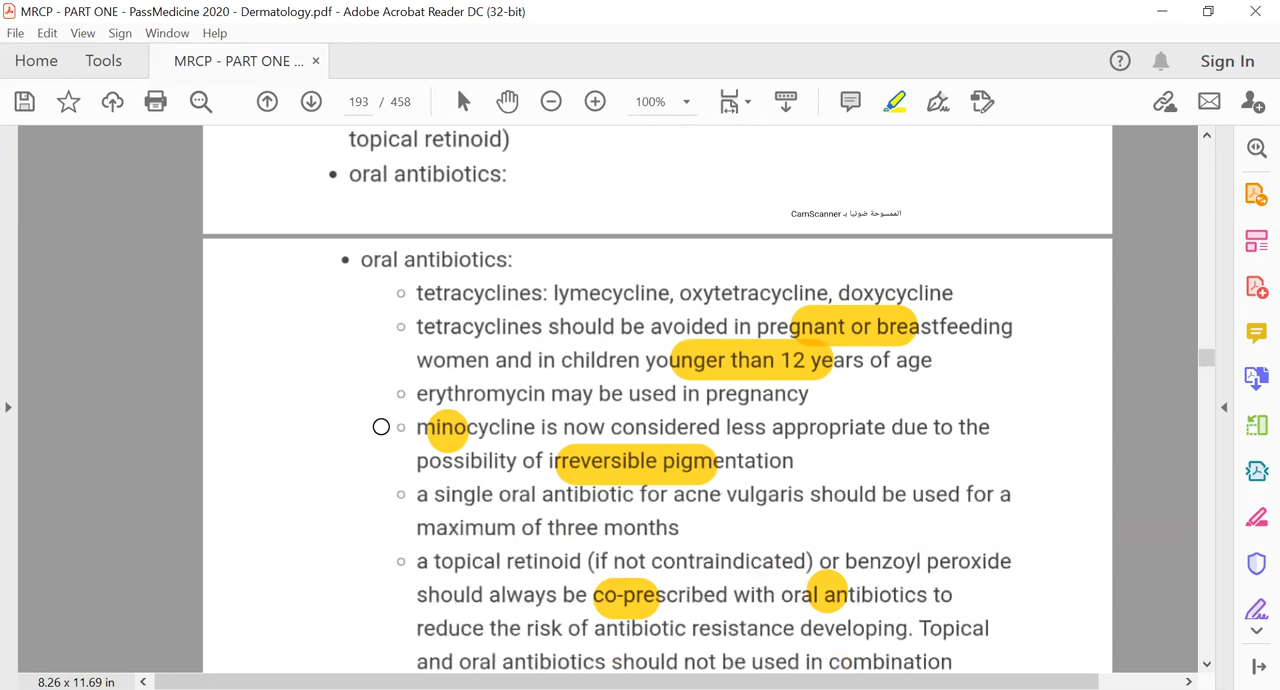 MRCP - PART ONE - PassMedicine 2020 - Dermatology.pdf - Adobe Acrobat Reader DC (32-bit)
File Edit View Sign Window Help
Home Tools MRCP - PART ONE ... × Sign In
193 / 458 100%
topical retinoid)
• oral antibiotics:
الممسوحة ضوئيا بـ CamScanner
• oral antibiotics:
tetracyclines: lymecycline, oxytetracycline, doxycycline
tetracyclines should be avoided in pregnant or breastfeeding
women and in children younger than 12 years of age
erythromycin may be used in pregnancy
minocycline is now considered less appropriate due to the
possibility of irreversible pigmentation
a single oral antibiotic for acne vulgaris should be used for a
maximum of three months
a topical retinoid (if not contraindicated) or benzoyl peroxide
should always be co-prescribed with oral antibiotics to
reduce the risk of antibiotic resistance developing. Topical
and oral antibiotics should not be used in combination
8.26 x 11.69 in